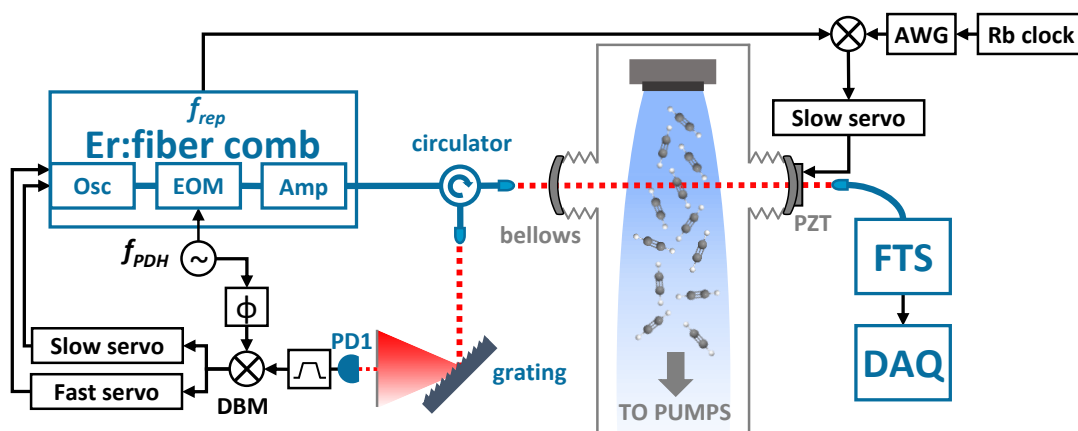 AWG
Rb clock
f_rep
Er:fiber comb
circulator
Slow servo
Osc
EOM
Amp
bellows
PZT
f_PDH
~
FTS
ϕ
Slow servo
PD1
grating
Fast servo
DBM
DAQ
TO PUMPS